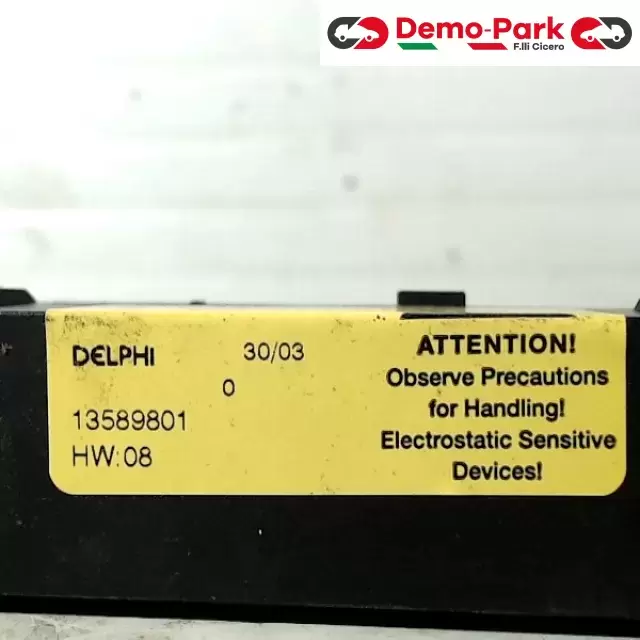 Demo-Park
F.lli Cicero
DELPHI
30/03
0
13589801
HW:08
ATTENTION!
Observe Precautions
for Handling!
Electrostatic Sensitive
Devices!